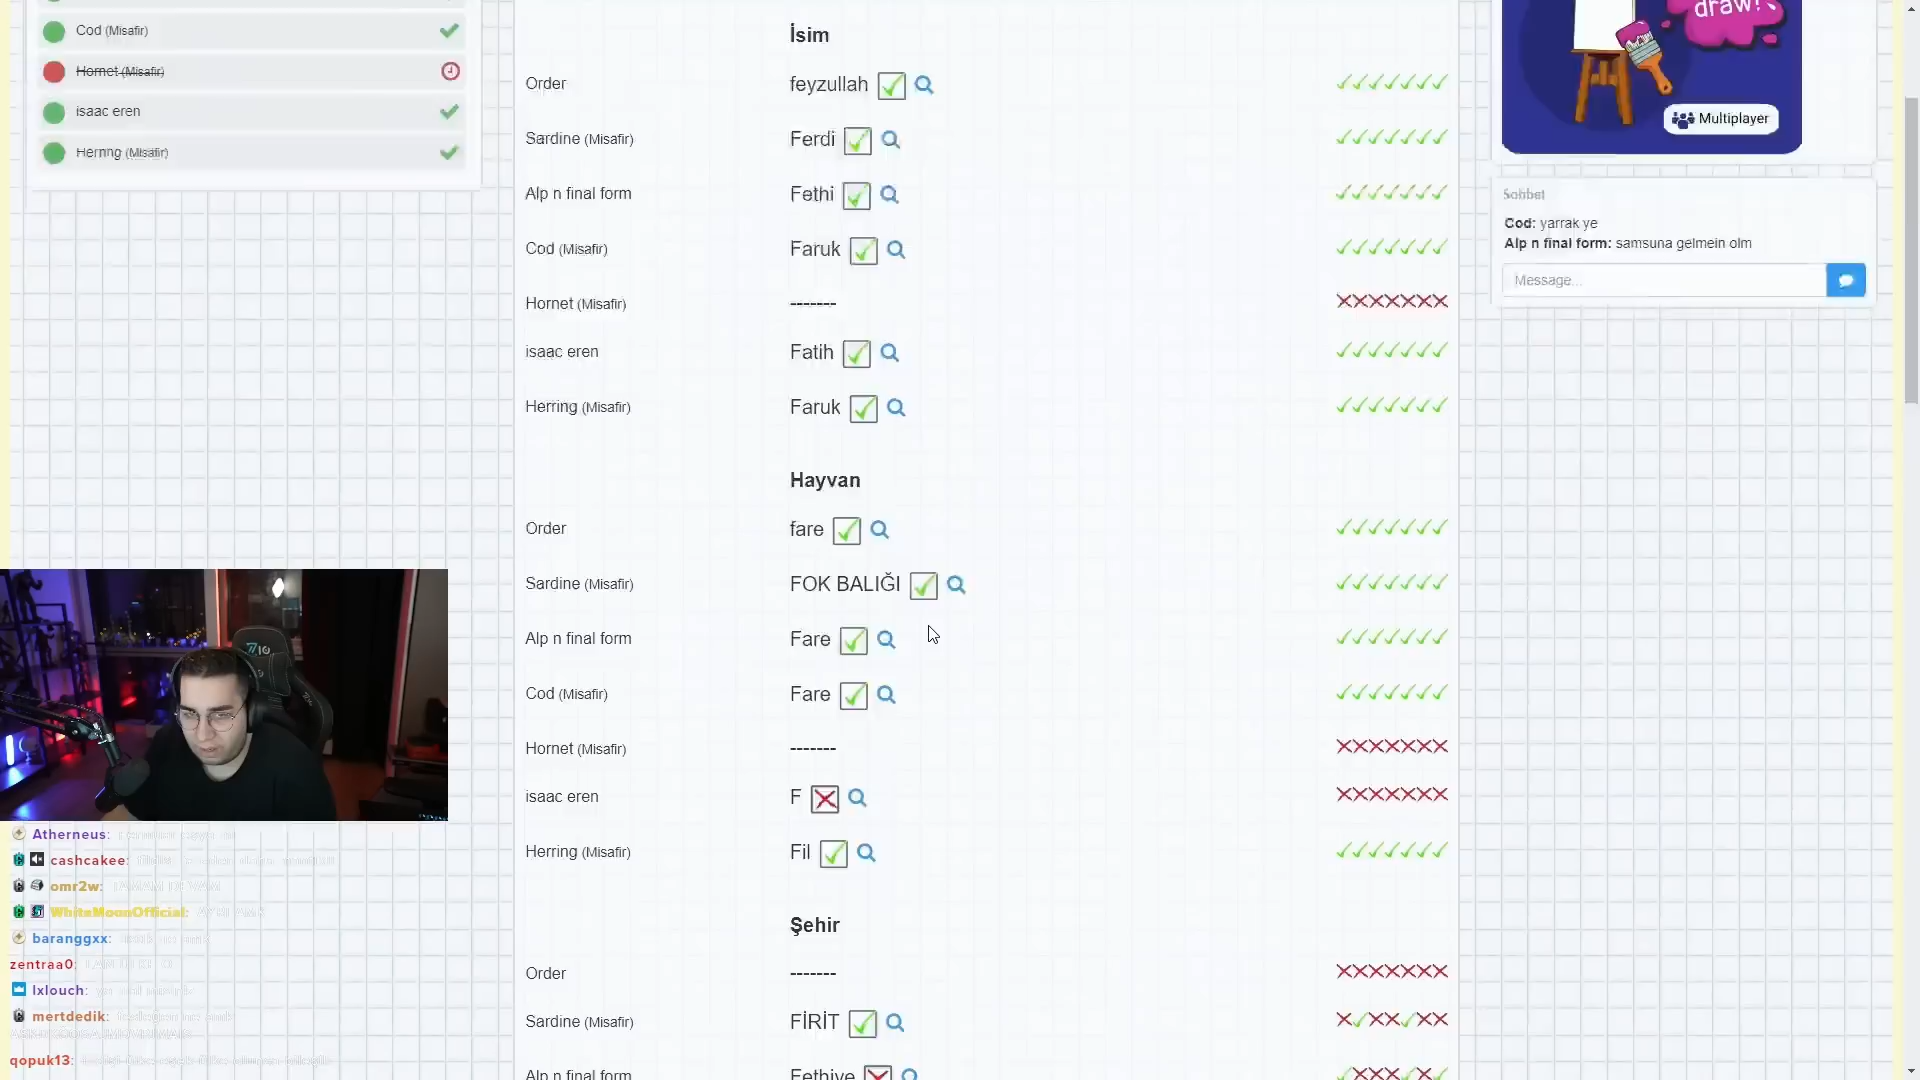 Cod (Misafir)
Hornet (Misafir)
isaac eren
Herring (Misafir)
İsim
Order feyzullah
Sardine (Misafir) Ferdi
Alp n final form Fethi
Cod (Misafir) Faruk
Hornet (Misafir) -------
isaac eren Fatih
Herring (Misafir) Faruk
Hayvan
Order fare
Sardine (Misafir) FOK BALIĞI
Alp n final form Fare
Cod (Misafir) Fare
Hornet (Misafir) -------
isaac eren F
Herring (Misafir) Fil
Şehir
Order -------
Sardine (Misafir) FİRİT
Alp n final form Fethiye
draw!
Multiplayer
Sohbet
Cod: yarrak ye
Alp n final form: samsuna gelmein olm
Message...
Atherneus:
cashcakee:
omr2w: TAMAM DEVAM
WhiteMoonOfficial:
baranggxx:
zentraa0:
lxlouch:
mertdedik:
qopuk13: